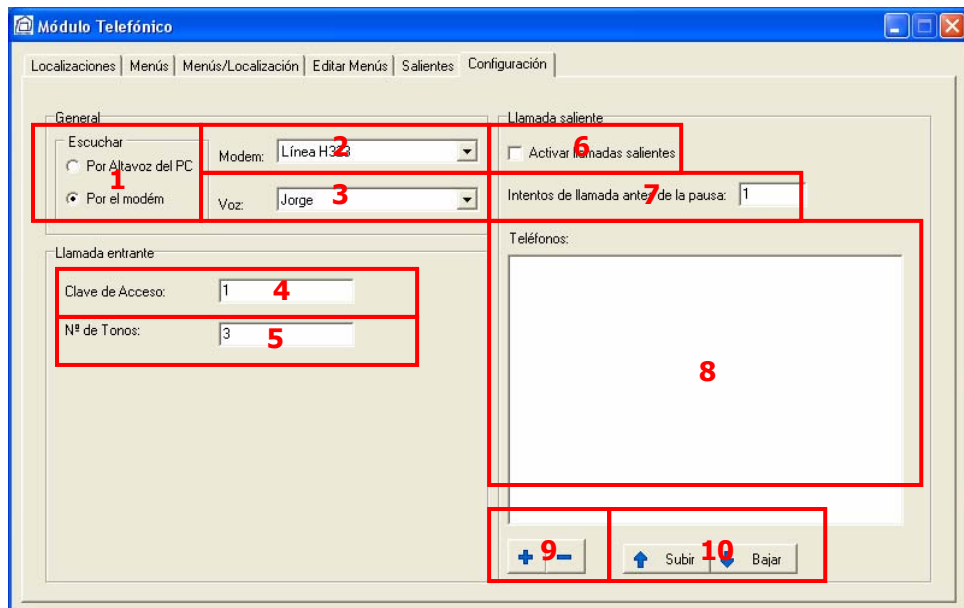 Módulo Telefónico
Localizaciones Menús Menús/Localización Editar Menús Salientes Configuración
General
Escuchar
Por Altavoz del PC
1
Por el modém
Modem: Línea H323
2
Voz: Jorge
3
Llamada entrante
Clave de Acceso: 1
4
Nº de Tonos: 3
5
Llamada saliente
Activar llamadas salientes
6
Intentos de llamada antes de la pausa: 1
7
Teléfonos:
8
9
Subir Bajar
10